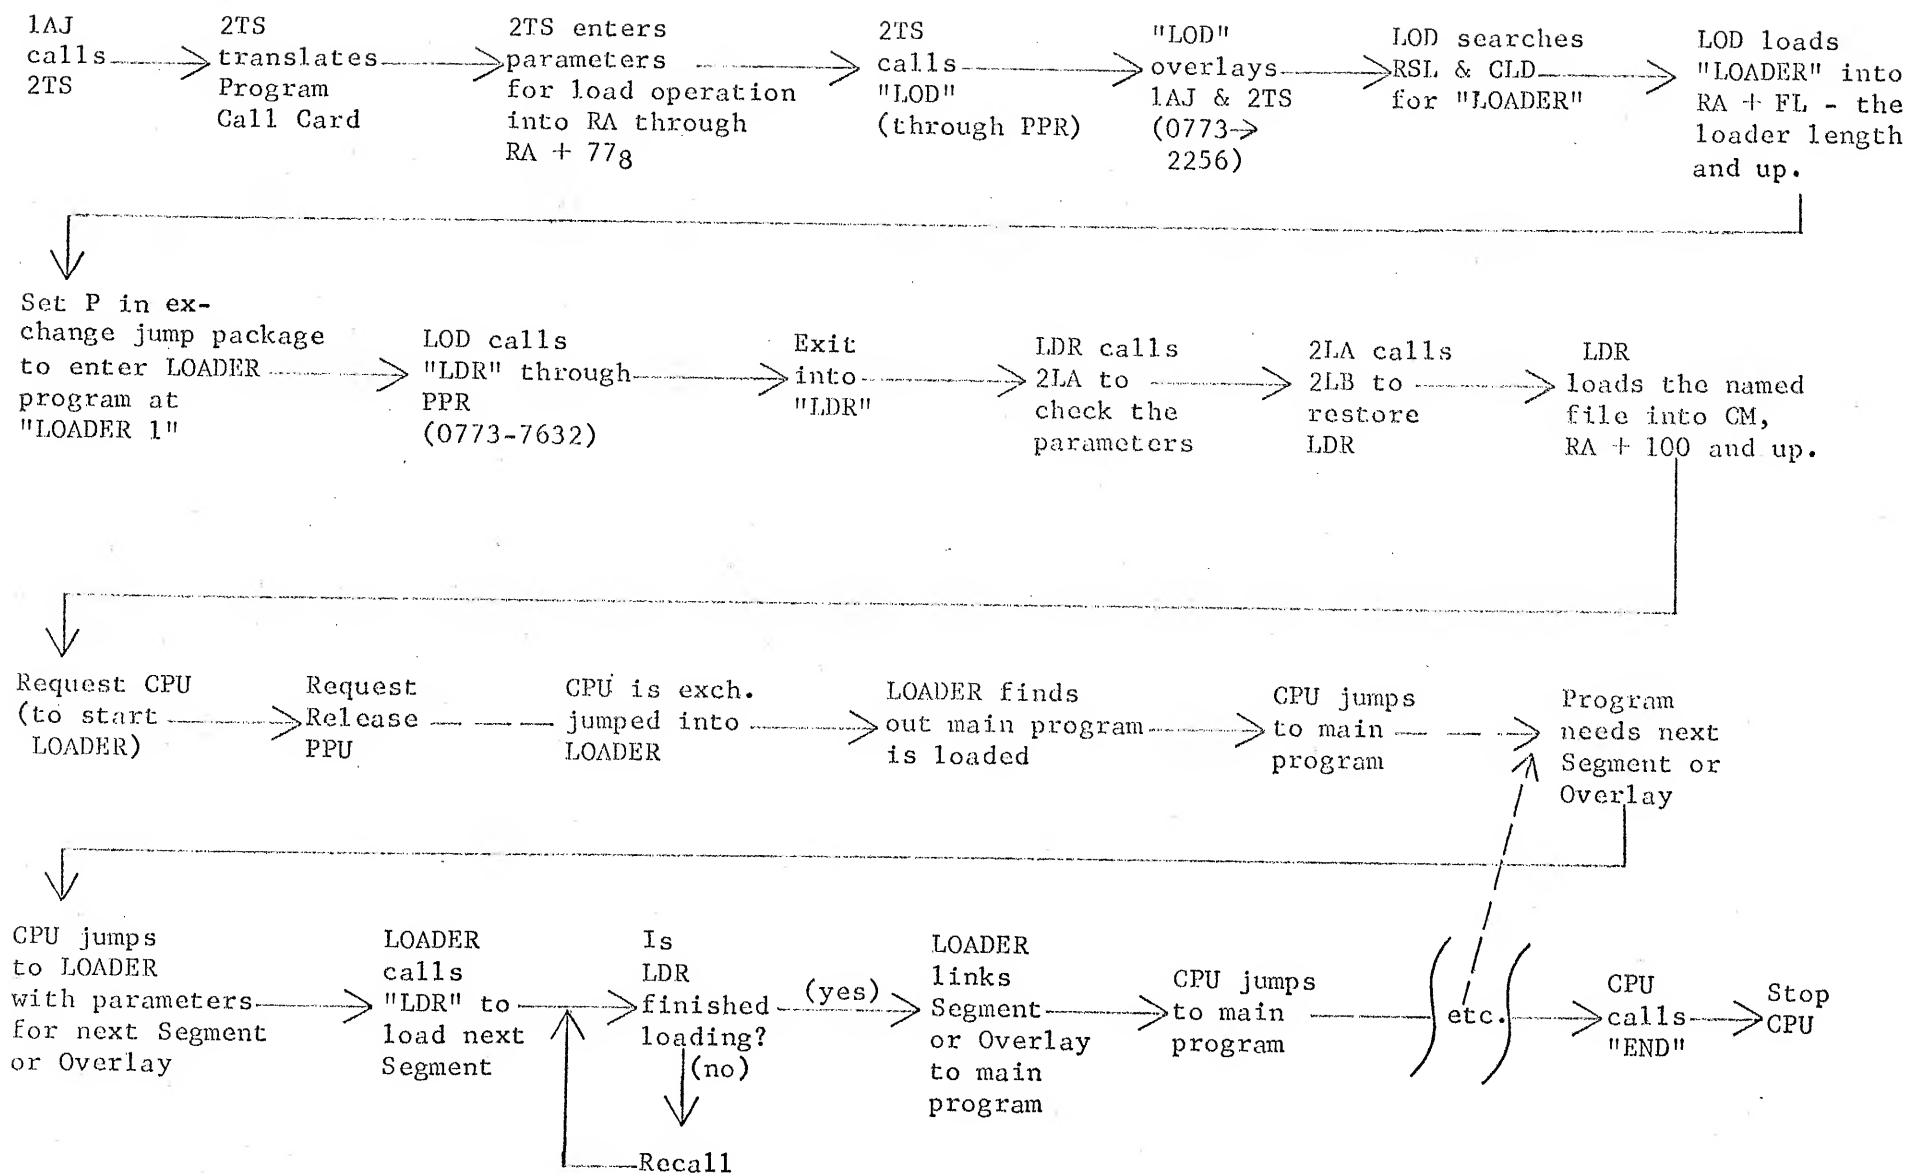 1AJ
calls
2TS
2TS
translates
Program
Call Card
2TS enters
parameters
for load operation
into RA through
RA + 77₈
2TS
calls
"LOD"
(through PPR)
"LOD"
overlays
1AJ & 2TS
(0773->
2256)
LOD searches
RSL & CLD
for "LOADER"
LOD loads
"LOADER" into
RA + FL - the
loader length
and up.
Set P in ex-
change jump package
to enter LOADER
program at
"LOADER 1"
LOD calls
"LDR" through
PPR
(0773-7632)
Exit
into
"LDR"
LDR calls
2LA to
check the
parameters
2LA calls
2LB to
restore
LDR
LDR
loads the named
file into CM,
RA + 100 and up.
Request CPU
(to start
LOADER)
Request
Release
PPU
CPU is exch.
jumped into
LOADER
LOADER finds
out main program
is loaded
CPU jumps
to main
program
Program
needs next
Segment or
Overlay
CPU jumps
to LOADER
with parameters
for next Segment
or Overlay
LOADER
calls
"LDR" to
load next
Segment
Is
LDR
finished
loading?
(yes)
(no)
Recall
LOADER
links
Segment
or Overlay
to main
program
CPU jumps
to main
program
etc.
CPU
calls
"END"
Stop
CPU